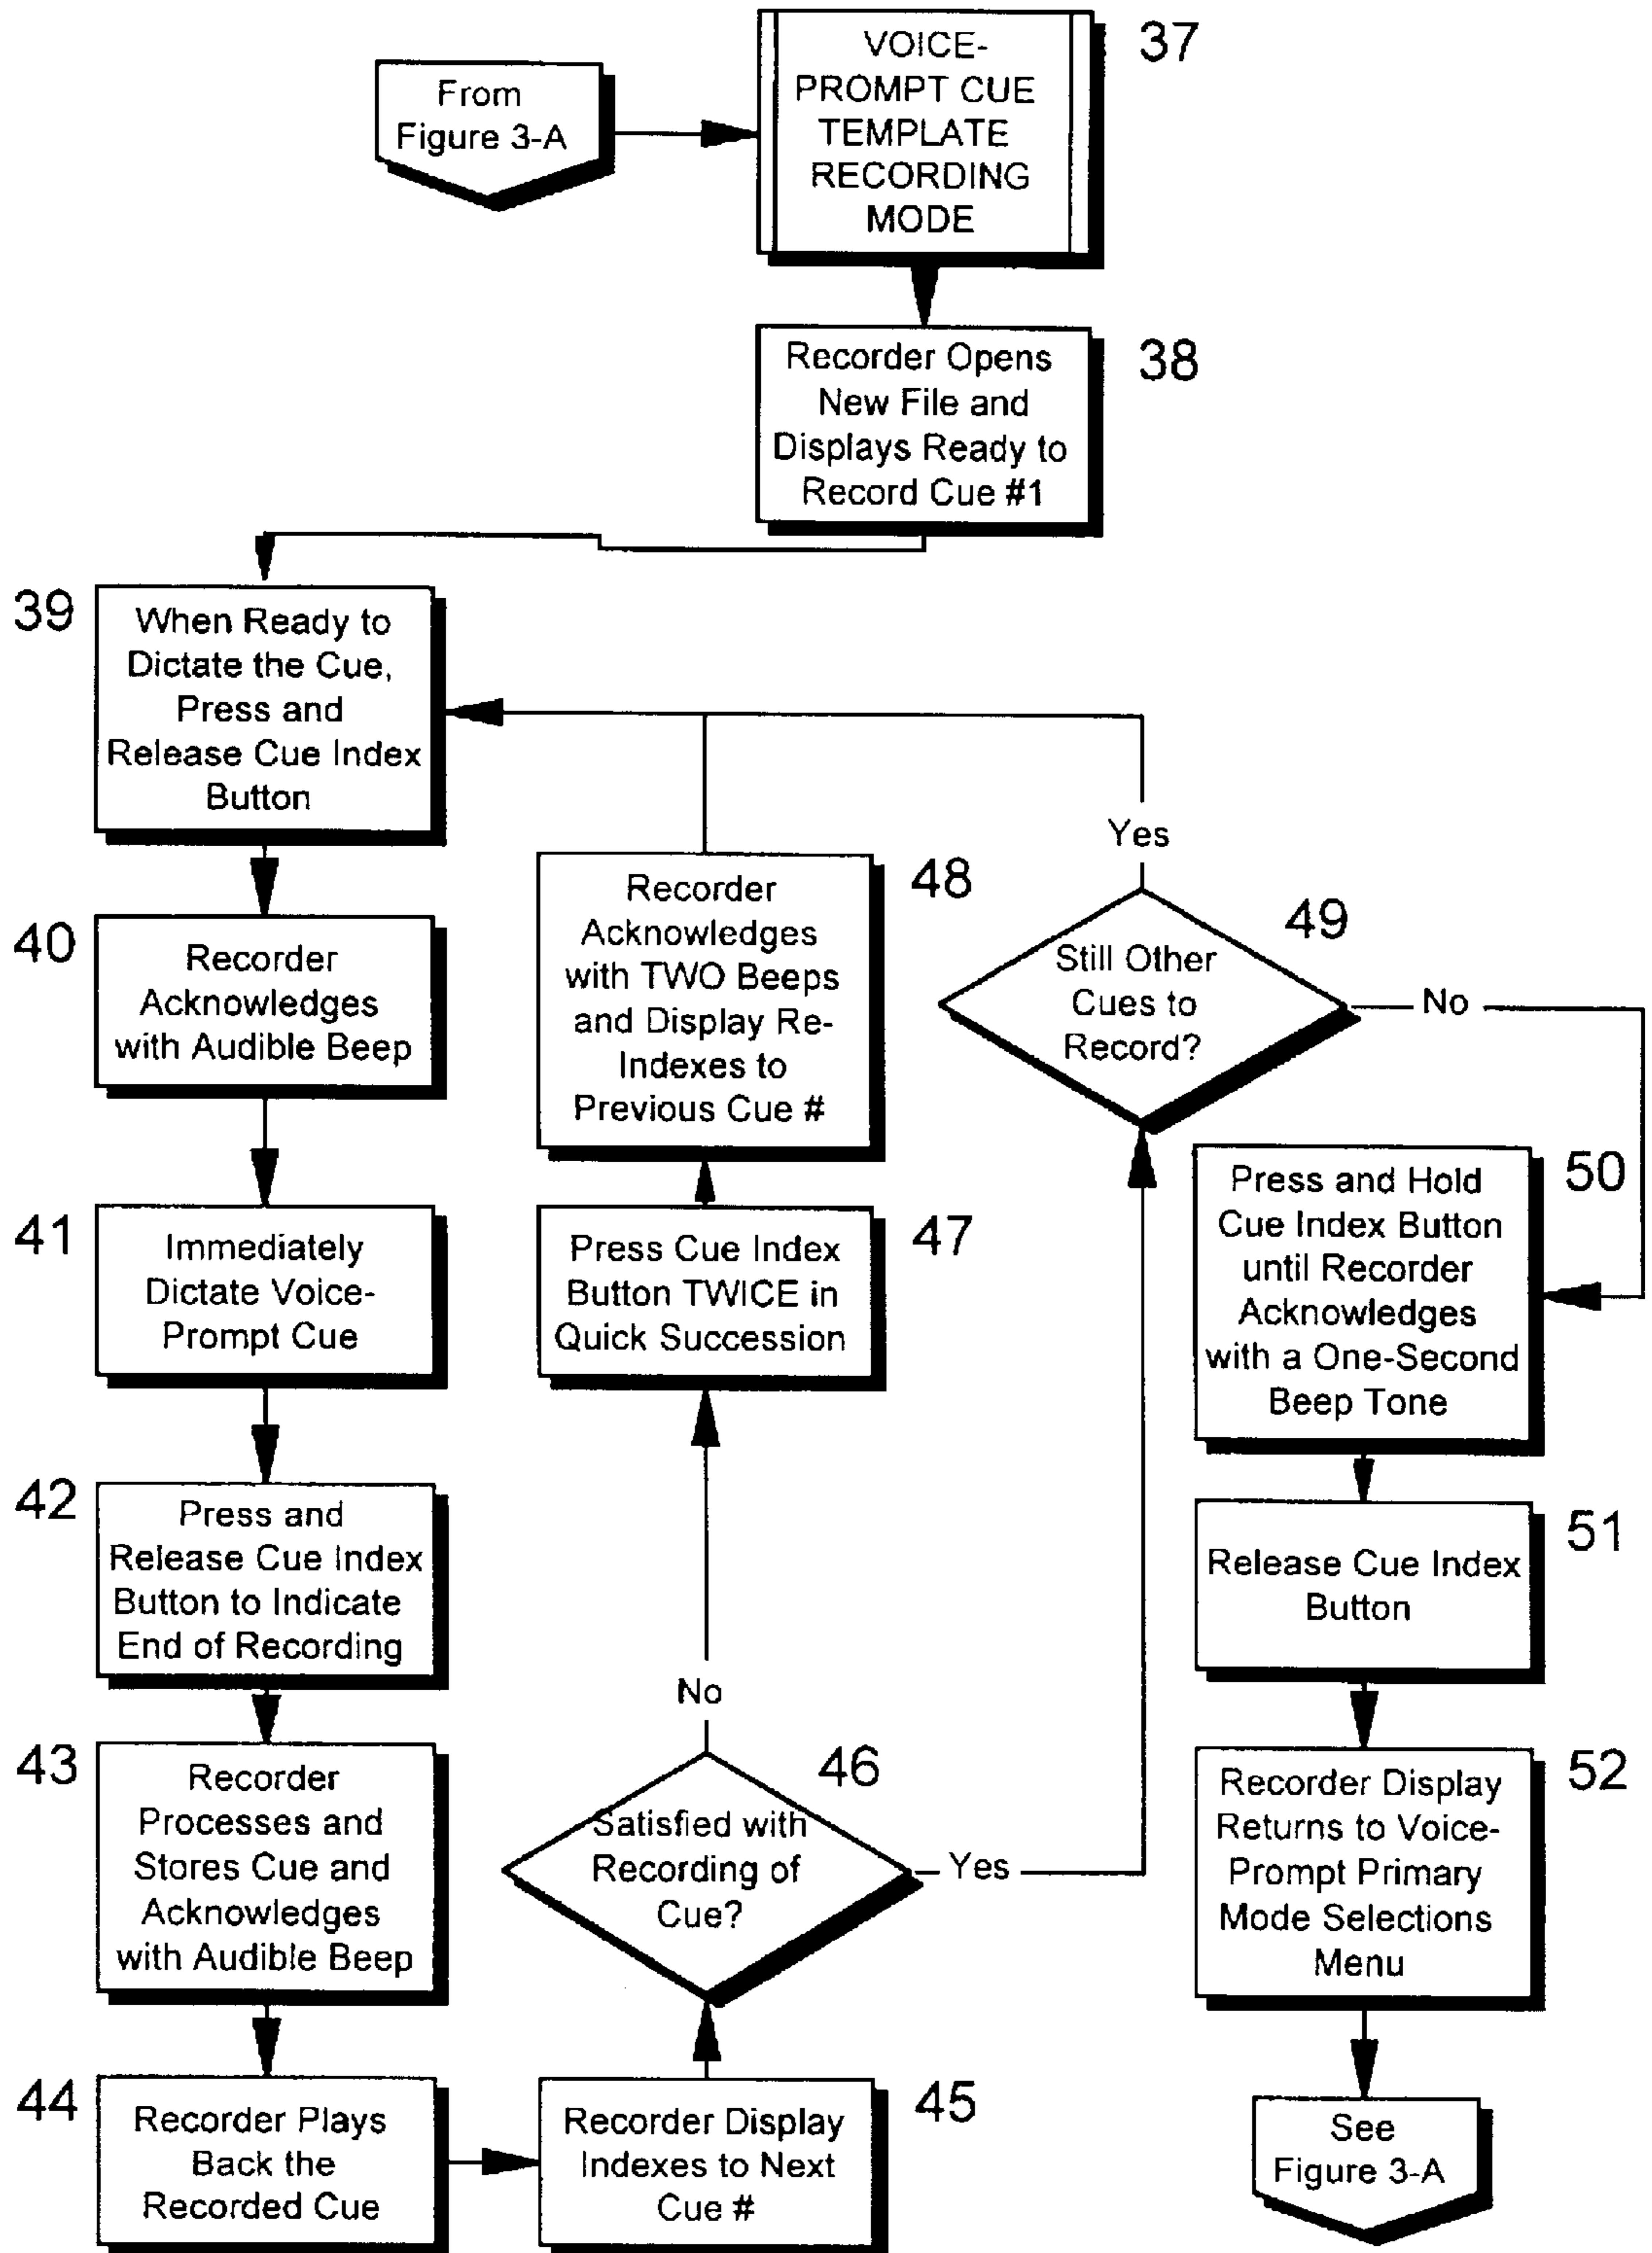 From
Figure 3-A
VOICE-
PROMPT CUE
TEMPLATE
RECORDING
MODE
37
Recorder Opens
New File and
Displays Ready to
Record Cue #1
38
39
When Ready to
Dictate the Cue,
Press and
Release Cue Index
Button
40
Recorder
Acknowledges
with Audible Beep
41
Immediately
Dictate Voice-
Prompt Cue
42
Press and
Release Cue Index
Button to Indicate
End of Recording
43
Recorder
Processes and
Stores Cue and
Acknowledges
with Audible Beep
44
Recorder Plays
Back the
Recorded Cue
Recorder Display
Indexes to Next
Cue #
45
Satisfied with
Recording of
Cue?
46
No
Yes
Press Cue Index
Button TWICE in
Quick Succession
47
Recorder
Acknowledges
with TWO Beeps
and Display Re-
Indexes to
Previous Cue #
48
Still Other
Cues to
Record?
49
Yes
No
Press and Hold
Cue Index Button
until Recorder
Acknowledges
with a One-Second
Beep Tone
50
Release Cue Index
Button
51
Recorder Display
Returns to Voice-
Prompt Primary
Mode Selections
Menu
52
See
Figure 3-A